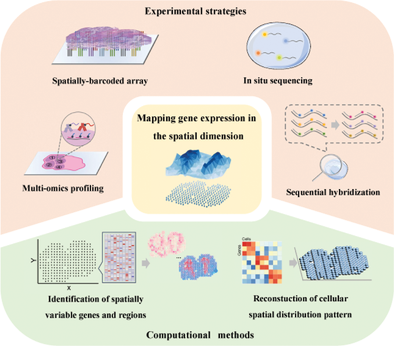 Experimental strategies
Spatially-barcoded array
In situ sequencing
Mapping gene expression in
the spatial dimension
Multi-omics profiling
Sequential hybridization
Y
X
Cells
Genes
...
Identification of spatially
variable genes and regions
Reconstuction of cellular
spatial distribution pattern
Computational methods